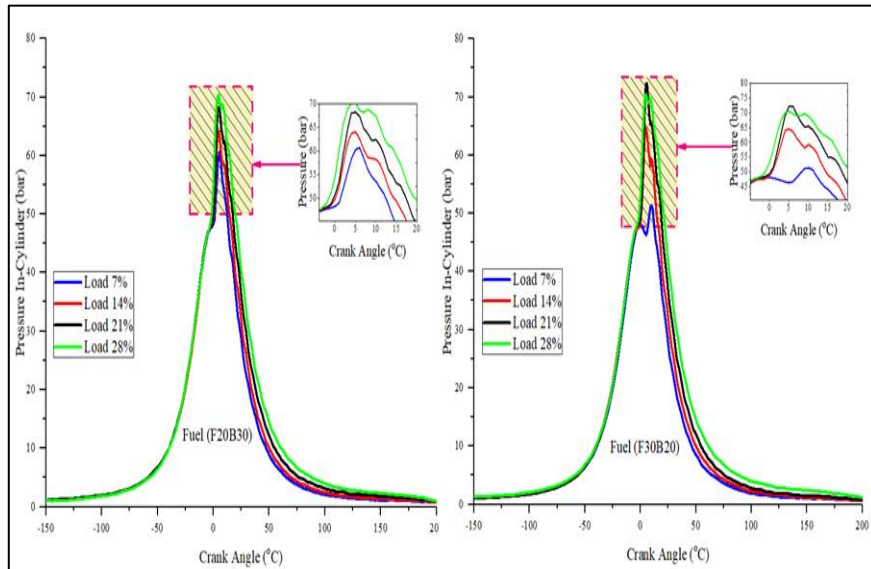 80
70
60
50
40
30
20
10
0
Pressure In-Cylinder (bar)
-150 -100 -50 0 50 100 150 20
Crank Angle (⁰C)
Load 7%
Load 14%
Load 21%
Load 28%
Fuel (F20B30)
Pressure (bar)
70
65
60
55
50
0 5 10 15 20
Crank Angle (⁰C)
80
70
60
50
40
30
20
10
0
Pressure In-Cylinder (bar)
-150 -100 -50 0 50 100 150 200
Crank Angle (⁰C)
Load 7%
Load 14%
Load 21%
Load 28%
Fuel (F30B20)
Pressure (bar)
80
75
70
65
60
55
50
45
0 5 10 15 20
Crank Angle (⁰C)